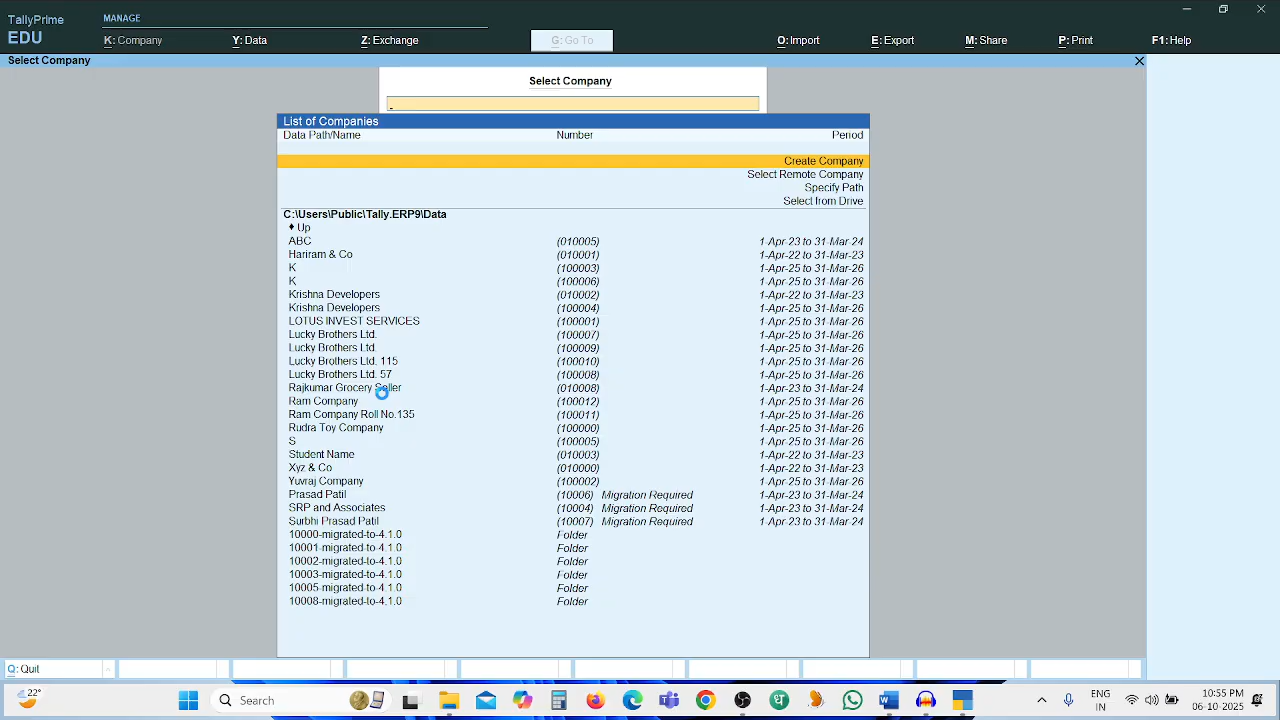 TallyPrime
EDU
MANAGE
K: Company Y: Data Z: Exchange G: Go To O: Import E: M: P: F1: Help
Select Company
Select Company
List of Companies
Data Path/Name Number Period
Create Company
Select Remote Company
Specify Path
Select from Drive
C:\Users\Public\Tally.ERP9\Data
♦ Up
ABC (010005) 1-Apr-23 to 31-Mar-24
Hariram & Co (010001) 1-Apr-22 to 31-Mar-23
K (100003) 1-Apr-25 to 31-Mar-26
K (100006) 1-Apr-25 to 31-Mar-26
Krishna Developers (010002) 1-Apr-22 to 31-Mar-23
Krishna Developers (100004) 1-Apr-25 to 31-Mar-26
LOTUS INVEST SERVICES (100001) 1-Apr-25 to 31-Mar-26
Lucky Brothers Ltd. (100007) 1-Apr-25 to 31-Mar-26
Lucky Brothers Ltd. (100009) 1-Apr-25 to 31-Mar-26
Lucky Brothers Ltd. 115 (100010) 1-Apr-25 to 31-Mar-26
Lucky Brothers Ltd. 57 (100008) 1-Apr-25 to 31-Mar-26
Rajkumar Grocery Seller (010008) 1-Apr-23 to 31-Mar-24
Ram Company (100012) 1-Apr-25 to 31-Mar-26
Ram Company Roll No.135 (100011) 1-Apr-25 to 31-Mar-26
Rudra Toy Company (100000) 1-Apr-25 to 31-Mar-26
S (100005) 1-Apr-25 to 31-Mar-26
Student Name (010003) 1-Apr-22 to 31-Mar-23
Xyz & Co (010000) 1-Apr-22 to 31-Mar-23
Yuvraj Company (100002) 1-Apr-25 to 31-Mar-26
Prasad Patil (10006) Migration Required 1-Apr-23 to 31-Mar-24
SRP and Associates (10004) Migration Required 1-Apr-23 to 31-Mar-24
Surbhi Prasad Patil (10007) Migration Required 1-Apr-23 to 31-Mar-24
10000-migrated-to-4.1.0 Folder
10001-migrated-to-4.1.0 Folder
10002-migrated-to-4.1.0 Folder
10003-migrated-to-4.1.0 Folder
10005-migrated-to-4.1.0 Folder
10008-migrated-to-4.1.0 Folder
Q: Quit
22°
Search
ENG
IN
10:55 PM